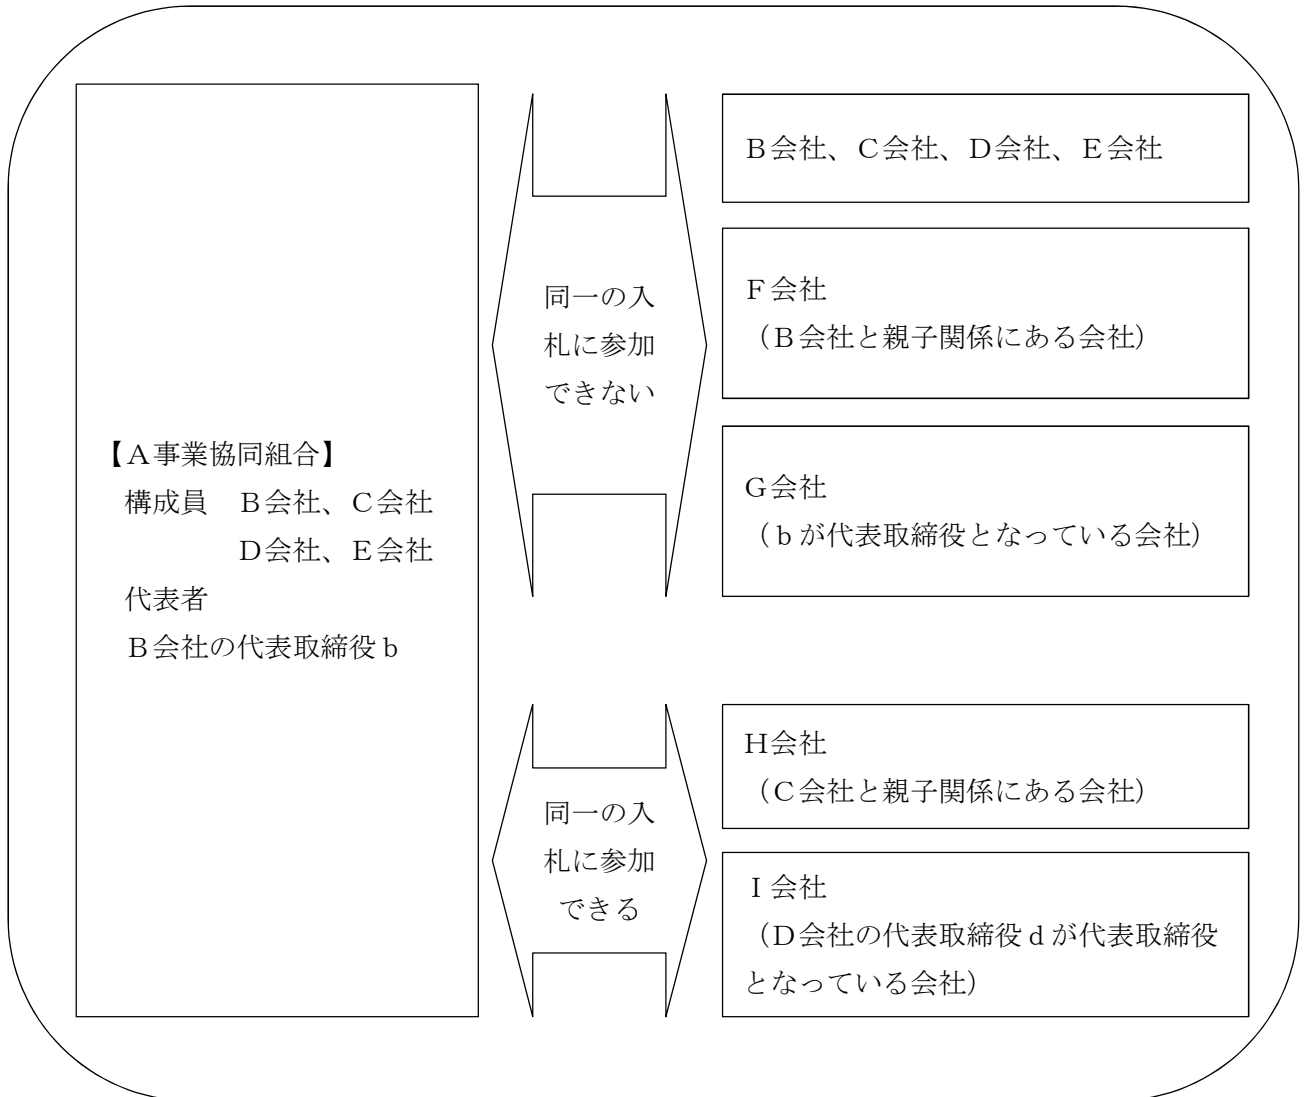 【Ａ事業協同組合】
構成員　Ｂ会社、Ｃ会社
Ｄ会社、Ｅ会社
代表者
Ｂ会社の代表取締役ｂ
同一の入
札に参加
できない
Ｂ会社、Ｃ会社、Ｄ会社、Ｅ会社
Ｆ会社
（Ｂ会社と親子関係にある会社）
Ｇ会社
（ｂが代表取締役となっている会社）
同一の入
札に参加
できる
Ｈ会社
（Ｃ会社と親子関係にある会社）
Ｉ会社
（Ｄ会社の代表取締役ｄが代表取締役
となっている会社）